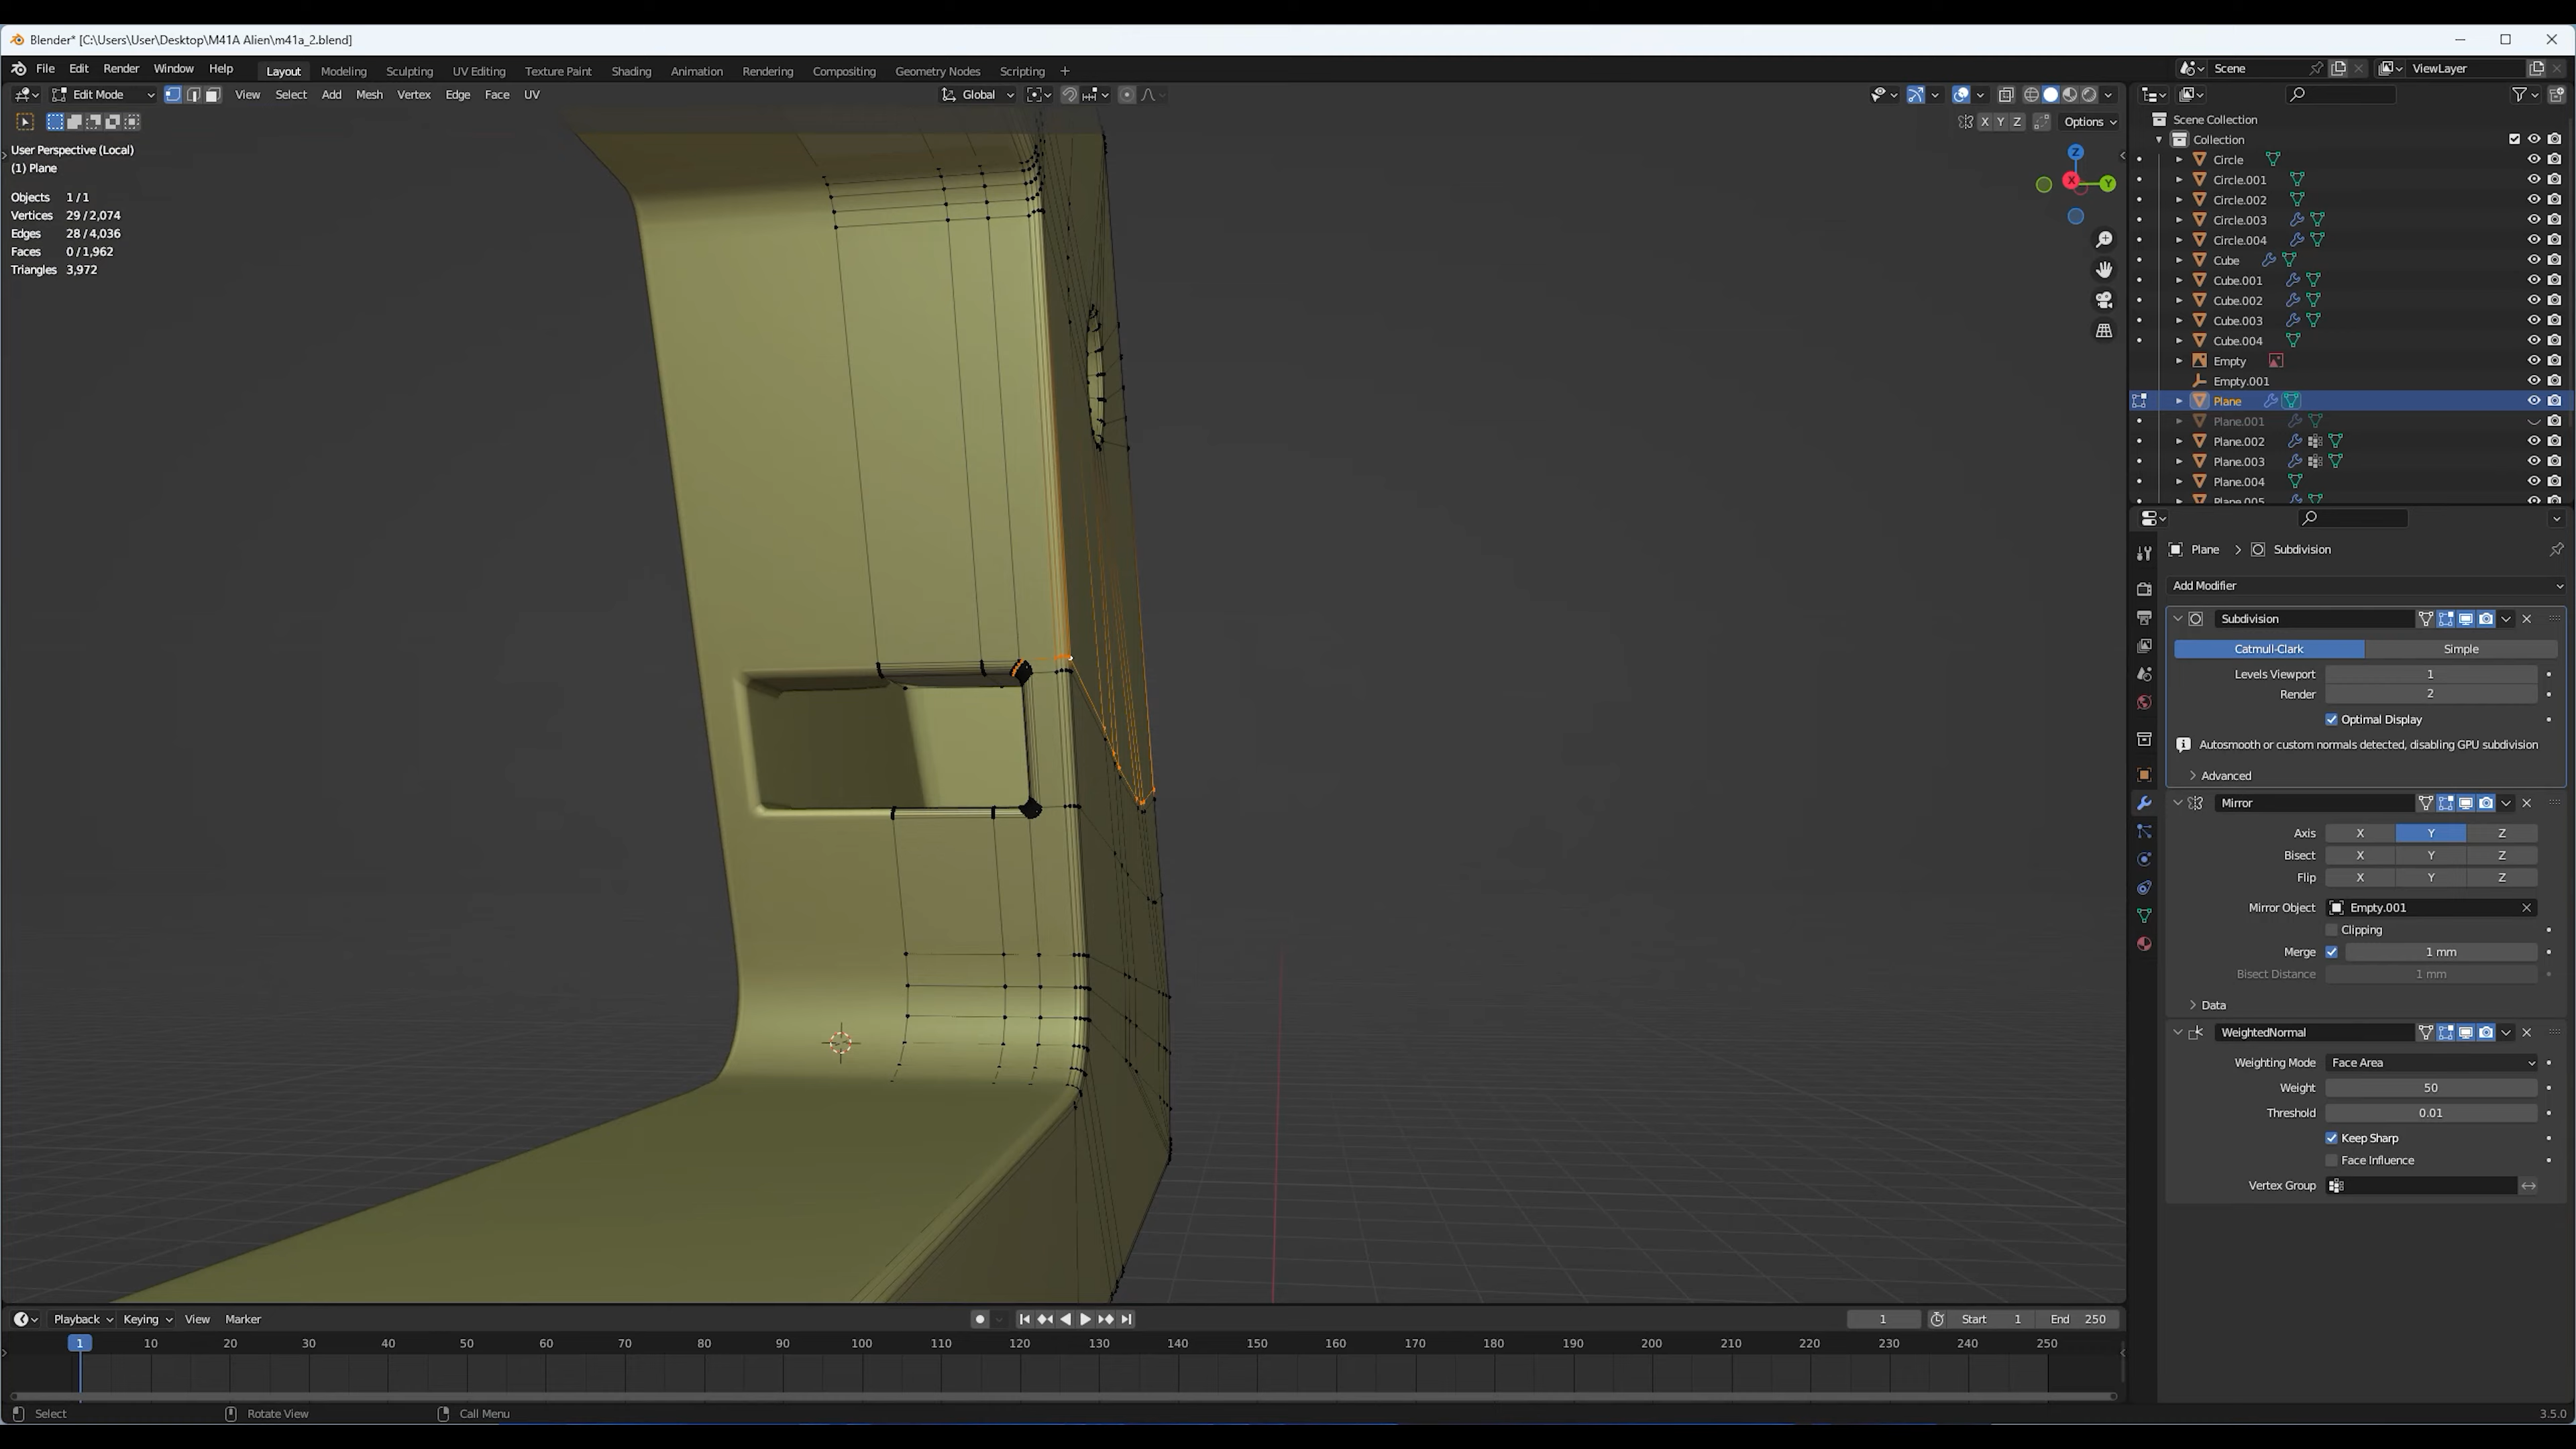 Blender* [C:\Users\User\Desktop\M41A Alien\m41a_2.blend]
File Edit Render Window Help Layout Modeling Sculpting UV Editing Texture Paint Shading Animation Rendering Compositing Geometry Nodes Scripting + Scene ViewLayer
Edit Mode View Select Add Mesh Vertex Edge Face UV Global
X Y Z Options
User Perspective (Local)
(1) Plane
Objects 1/1
Vertices 29/2,074
Edges 28/4,036
Faces 0/1,962
Triangles 3,972
Z
X
Y
Scene Collection
Collection
Circle
Circle.001
Circle.002
Circle.003
Circle.004
Cube
Cube.001
Cube.002
Cube.003
Cube.004
Empty
Empty.001
Plane
Plane.001
Plane.002
Plane.003
Plane.004
Plane.005
Plane > Subdivision
Add Modifier
Subdivision
Catmull-Clark Simple
Levels Viewport 1
Render 2
Optimal Display
Autosmooth or custom normals detected, disabling GPU subdivision
Advanced
Mirror
Axis X Y Z
Bisect X Y Z
Flip X Y Z
Mirror Object Empty.001
Clipping
Merge 1 mm
Bisect Distance 1 mm
Data
WeightedNormal
Weighting Mode Face Area
Weight 50
Threshold 0.01
Keep Sharp
Face Influence
Vertex Group
Playback Keying View Marker 1 Start 1 End 250
1 10 20 30 40 50 60 70 80 90 100 110 120 130 140 150 160 170 180 190 200 210 220 230 240 250
Select Rotate View Call Menu 3.5.0